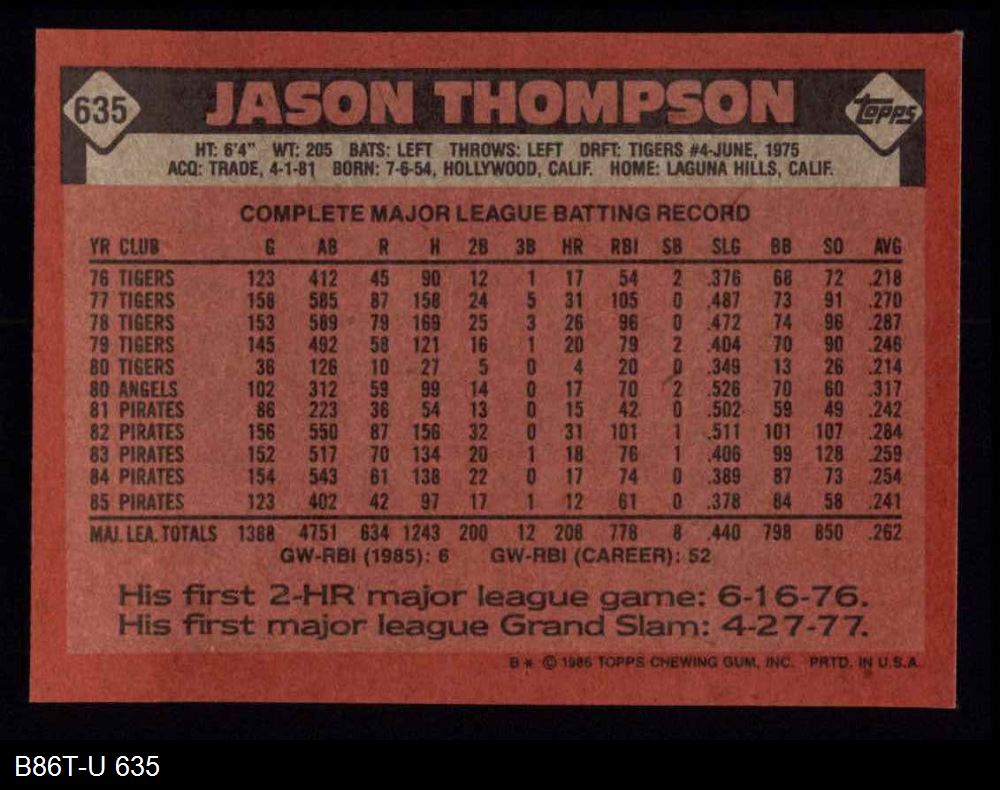 635 JASON THOMPSON topps
HT: 6'4" WT: 205 BATS: LEFT THROWS: LEFT DRFT: TIGERS #4-JUNE, 1975
ACQ: TRADE, 4-1-81 BORN: 7-6-54, HOLLYWOOD, CALIF. HOME: LAGUNA HILLS, CALIF.
COMPLETE MAJOR LEAGUE BATTING RECORD
YR CLUB G AB R H 2B 3B HR RBI SB SLG BB SO AVG
76 TIGERS 123 412 45 90 12 1 17 54 2 .376 68 72 .218
77 TIGERS 158 585 87 158 24 5 31 105 0 .487 73 91 .270
78 TIGERS 153 589 79 169 25 3 26 96 0 .472 74 96 .287
79 TIGERS 145 492 58 121 16 1 20 79 2 .404 70 90 .246
80 TIGERS 36 126 10 27 5 0 4 20 0 .349 13 26 .214
80 ANGELS 102 312 59 99 14 0 17 70 2 .526 70 60 .317
81 PIRATES 86 223 36 54 13 0 15 42 0 .502 59 49 .242
82 PIRATES 156 550 87 156 32 0 31 101 1 .511 101 107 .284
83 PIRATES 152 517 70 134 20 1 18 76 1 .406 99 128 .259
84 PIRATES 154 543 61 138 22 0 17 74 0 .389 87 73 .254
85 PIRATES 123 402 42 97 17 1 12 61 0 .378 84 58 .241
MAJ. LEA. TOTALS 1388 4751 634 1243 200 12 208 778 8 .440 798 850 .262
GW-RBI (1985): 6 GW-RBI (CAREER): 52
His first 2-HR major league game: 6-16-76.
His first major league Grand Slam: 4-27-77.
B * © 1986 TOPPS CHEWING GUM, INC. PRTD. IN U.S.A.
B86T-U 635